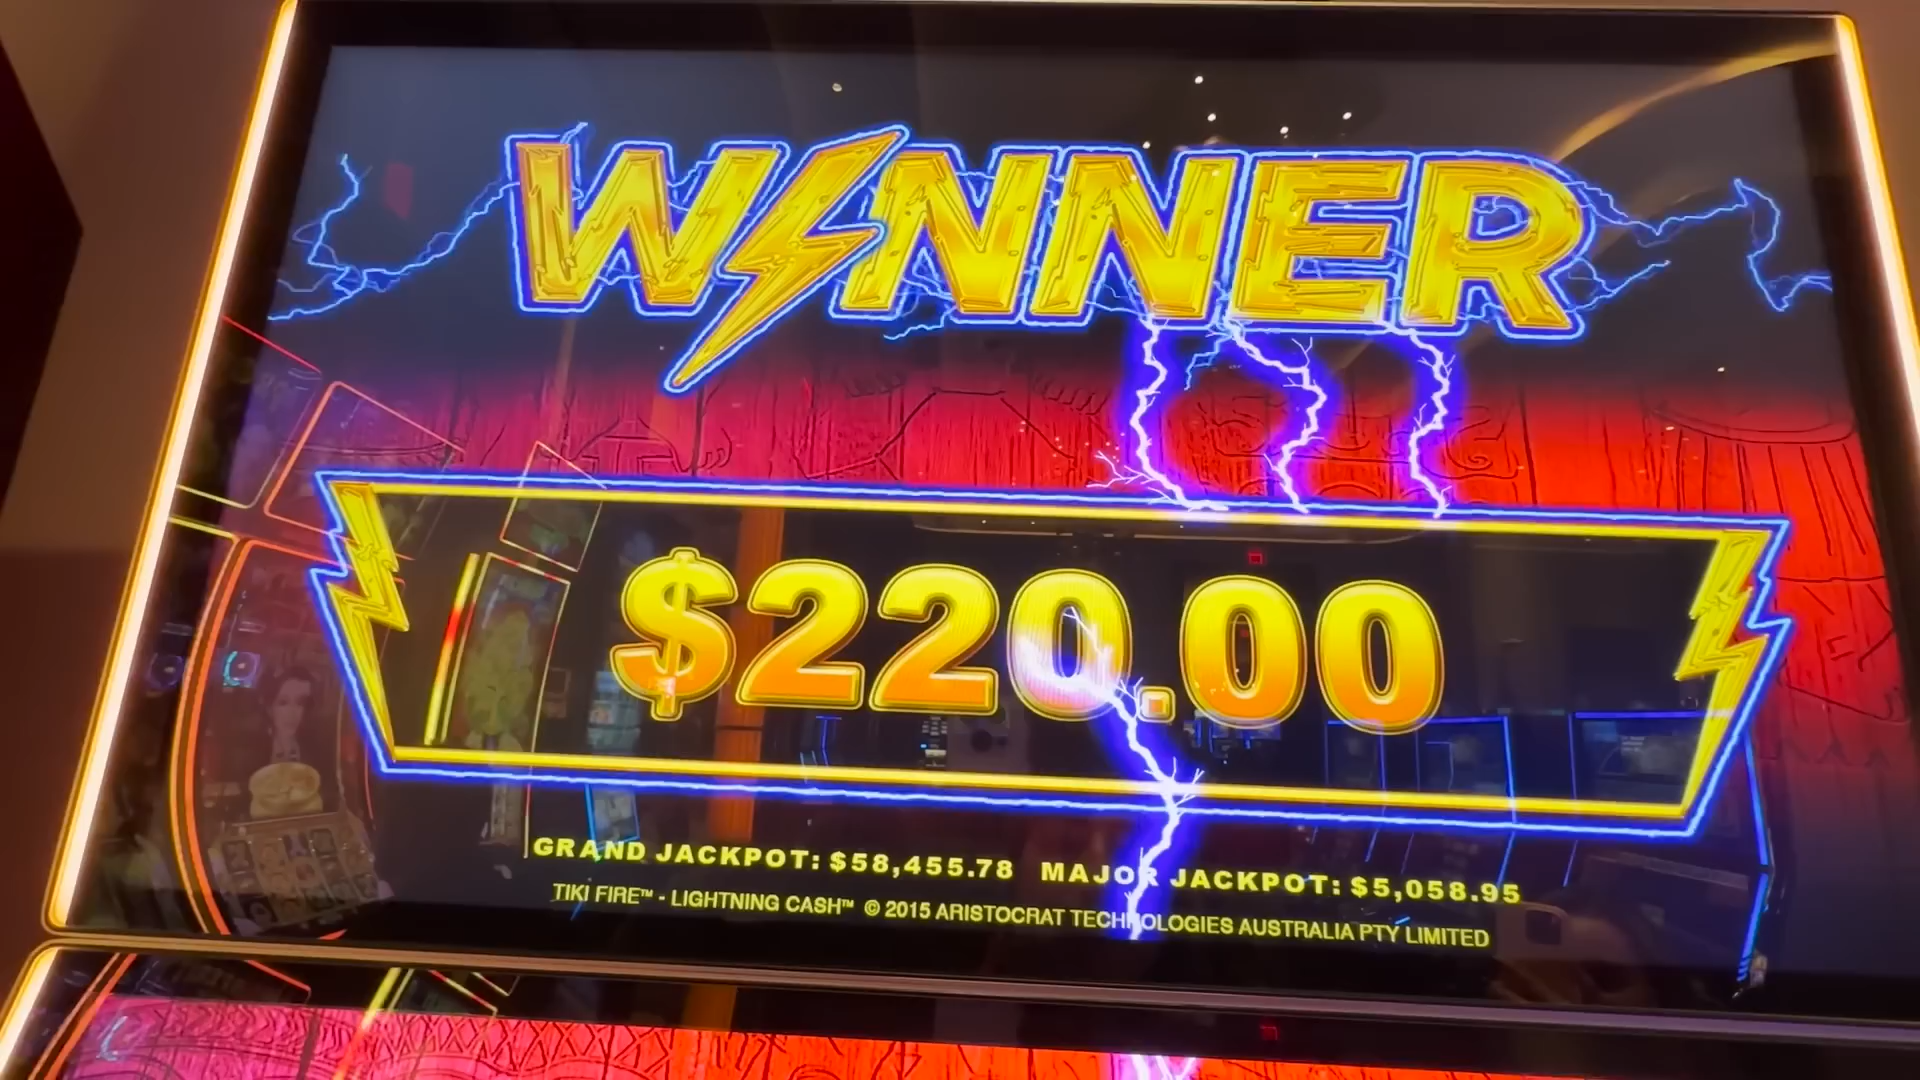 WINNER
$220.00
GRAND JACKPOT: $58,455.78 MAJOR JACKPOT: $5,058.95
TIKI FIRE™ - LIGHTNING CASH™ © 2015 ARISTOCRAT TECHNOLOGIES AUSTRALIA PTY LIMITED